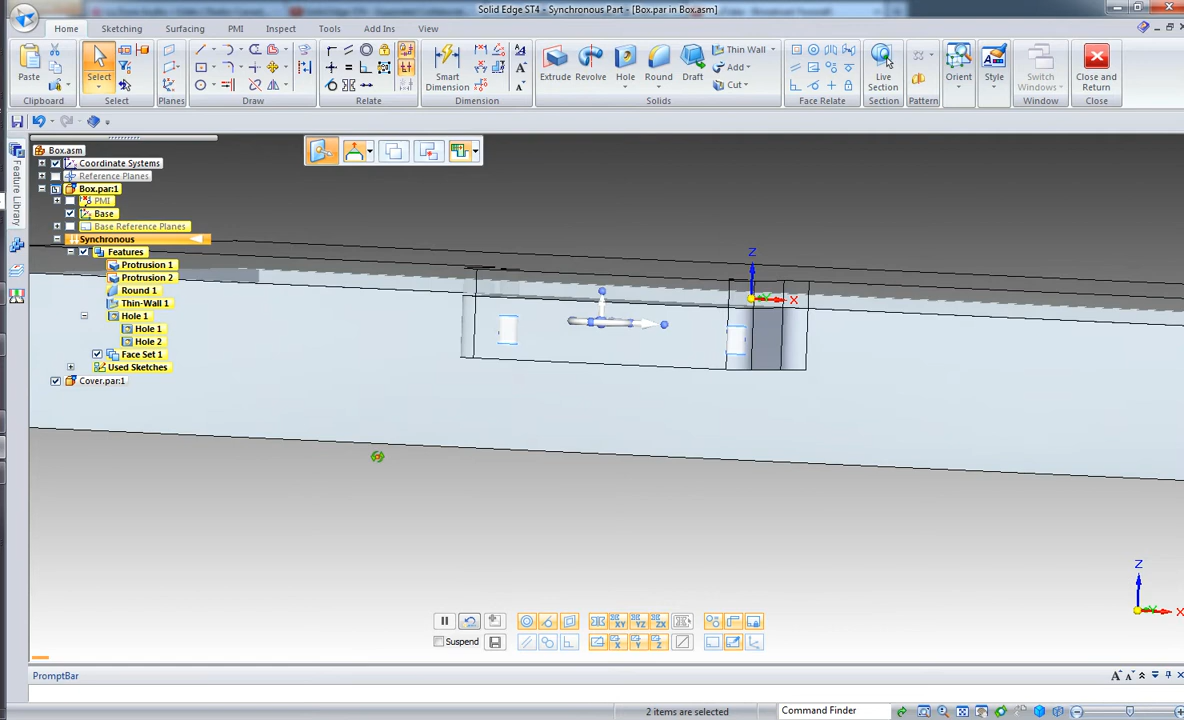 Solid Edge ST4 - Synchronous Part - [Box.par in Box.asm]
Home Sketching Surfacing PMI Inspect Tools Add Ins View
Paste
Clipboard
Select
Select
Planes
Draw
Relate
Smart Dimension
Dimension
Extrude
Revolve
Hole
Round
Draft
Thin Wall
Add
Cut
Solids
Face Relate
Live Section
Section
Pattern
Orient
Style
Switch Windows
Window
Close and Return
Close
Feature Library
Box.asm
Coordinate Systems
Reference Planes
Box.par:1
PMI
Base
Base Reference Planes
Synchronous
Features
Protrusion 1
Protrusion 2
Round 1
Thin-Wall 1
Hole 1
Hole 1
Hole 2
Face Set 1
Used Sketches
Cover.par:1
Z
Y X
Z
Y X
XY YZ ZX
Suspend
X Y Z
PromptBar
2 items are selected
Command Finder